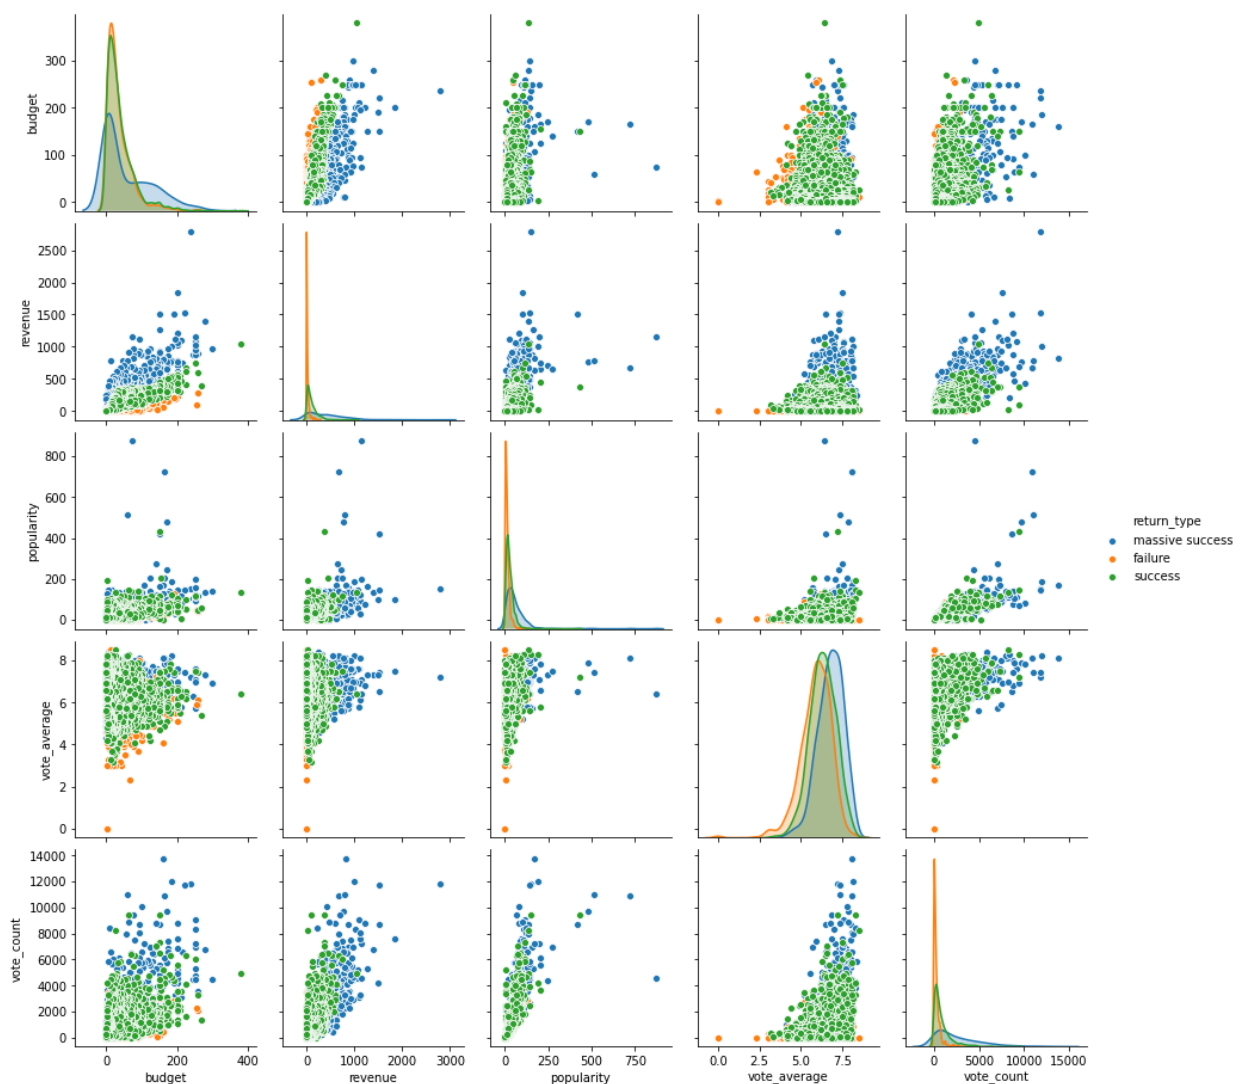 budget
300
200
100
0
revenue
2500
2000
1500
1000
500
0
popularity
800
600
400
200
0
return_type
massive success
failure
success
vote_average
8
6
4
2
0
vote_count
14000
12000
10000
8000
6000
4000
2000
0
0 200 400
budget
0 1000 2000 3000
revenue
0 250 500 750
popularity
0.0 2.5 5.0 7.5
vote_average
0 5000 10000 15000
vote_count